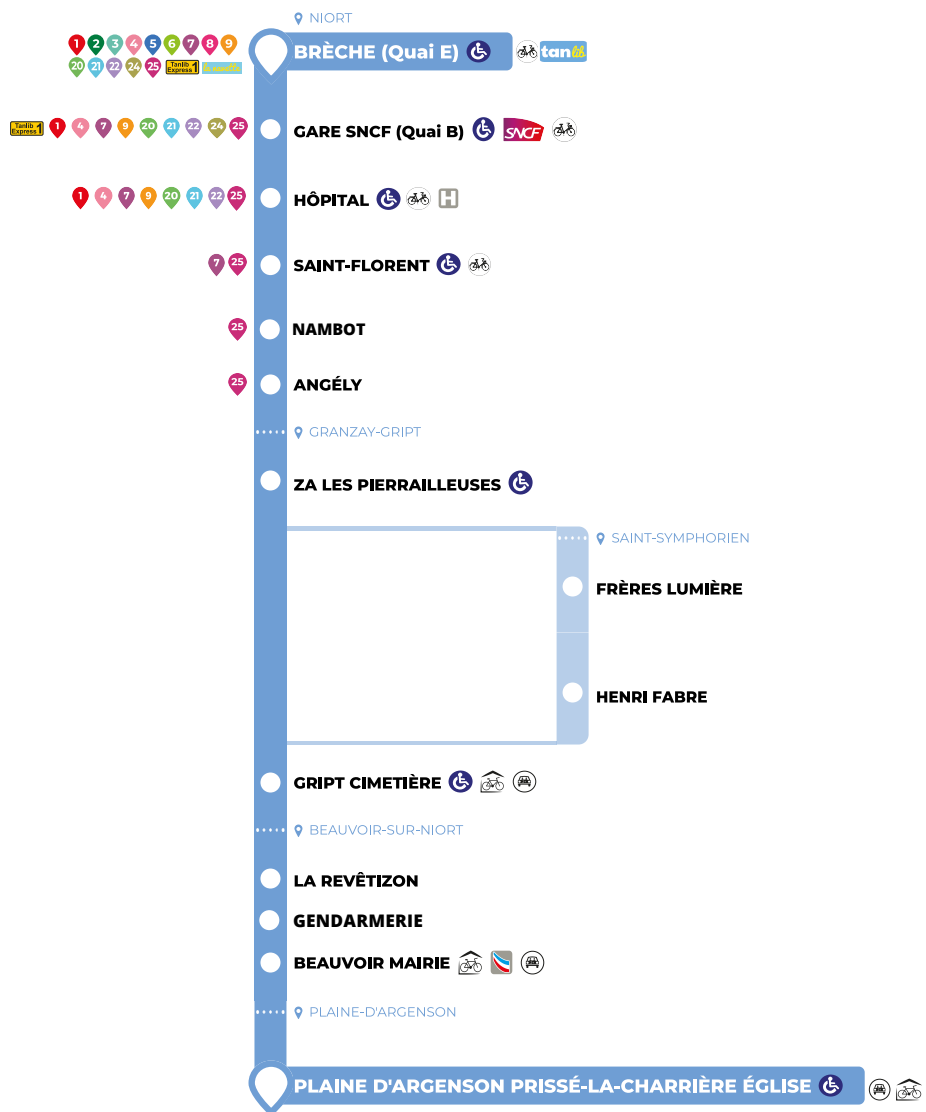 NIORT
1 2 3 4 5 6 7 8 9
BRÈCHE (Quai E) tanlib
20 21 22 24 25 Tanlib Express 1 la navette
Tanlib Express 1 1 4 7 9 20 21 22 24 25 GARE SNCF (Quai B) SNCF
1 4 7 9 20 21 22 25 HÔPITAL H
7 25 SAINT-FLORENT
25 NAMBOT
25 ANGÉLY
GRANZAY-GRIPT
ZA LES PIERRAILLEUSES
SAINT-SYMPHORIEN
FRÈRES LUMIÈRE
HENRI FABRE
GRIPT CIMETIÈRE
BEAUVOIR-SUR-NIORT
LA REVÊTIZON
GENDARMERIE
BEAUVOIR MAIRIE
PLAINE-D'ARGENSON
PLAINE D'ARGENSON PRISSÉ-LA-CHARRIÈRE ÉGLISE